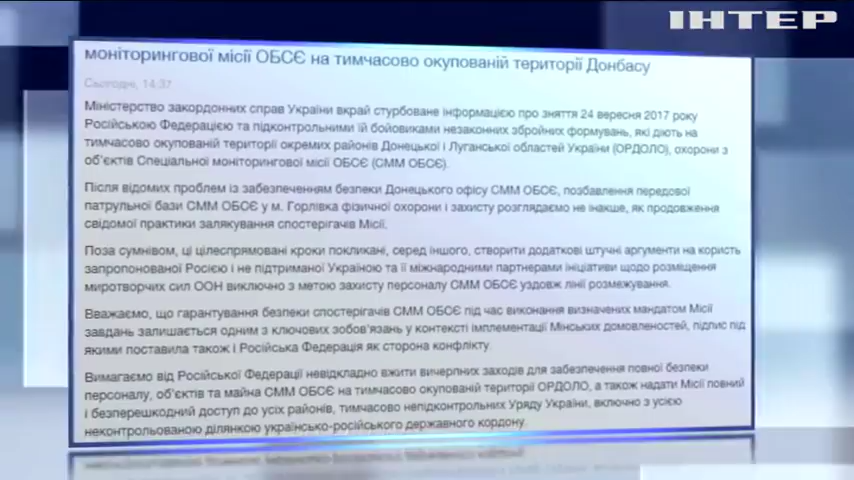 ІНТЕР
моніторингової місії ОБСЄ на тимчасово окупованій території Донбасу
Сьогодні, 14:37
Міністерство закордонних справ України вкрай стурбоване інформацією про зняття 24 вересня 2017 року
Російською Федерацією та підконтрольними їй бойовиками незаконних збройних формувань, які діють на
тимчасово окупованій території окремих районів Донецької і Луганської областей України (ОРДОЛО), охорони з
об'єктів Спеціальної моніторингової місії ОБСЄ (СММ ОБСЄ).
Після відомих проблем із забезпеченням безпеки Донецького офісу СММ ОБСЄ, позбавлення передової
патрульної бази СММ ОБСЄ у м. Горлівка фізичної охорони і захисту розглядаємо не інакше, як продовження
свідомої практики залякування спостерігачів Місії.
Поза сумнівом, ці цілеспрямовані кроки покликані, серед іншого, створити додаткові штучні аргументи на користь
запропонованої Росією і не підтриманої Україною та її міжнародними партнерами ініціативи щодо розміщення
миротворчих сил ООН виключно з метою захисту персоналу СММ ОБСЄ уздовж лінії розмежування.
Вважаємо, що гарантування безпеки спостерігачів СММ ОБСЄ під час виконання визначених мандатом Місії
завдань залишається одним з ключових зобов'язань у контексті імплементації Мінських домовленостей, підпис під
якими поставила також і Російська Федерація як сторона конфлікту.
Вимагаємо від Російської Федерації невідкладно вжити вичерпних заходів для забезпечення повної безпеки
персоналу, об'єктів та майна СММ ОБСЄ на тимчасово окупованій території ОРДОЛО, а також надати Місії повний
і безперешкодний доступ до усіх районів, тимчасово непідконтрольних Уряду України, включно з усією
неконтрольованою ділянкою українсько-російського державного кордону.